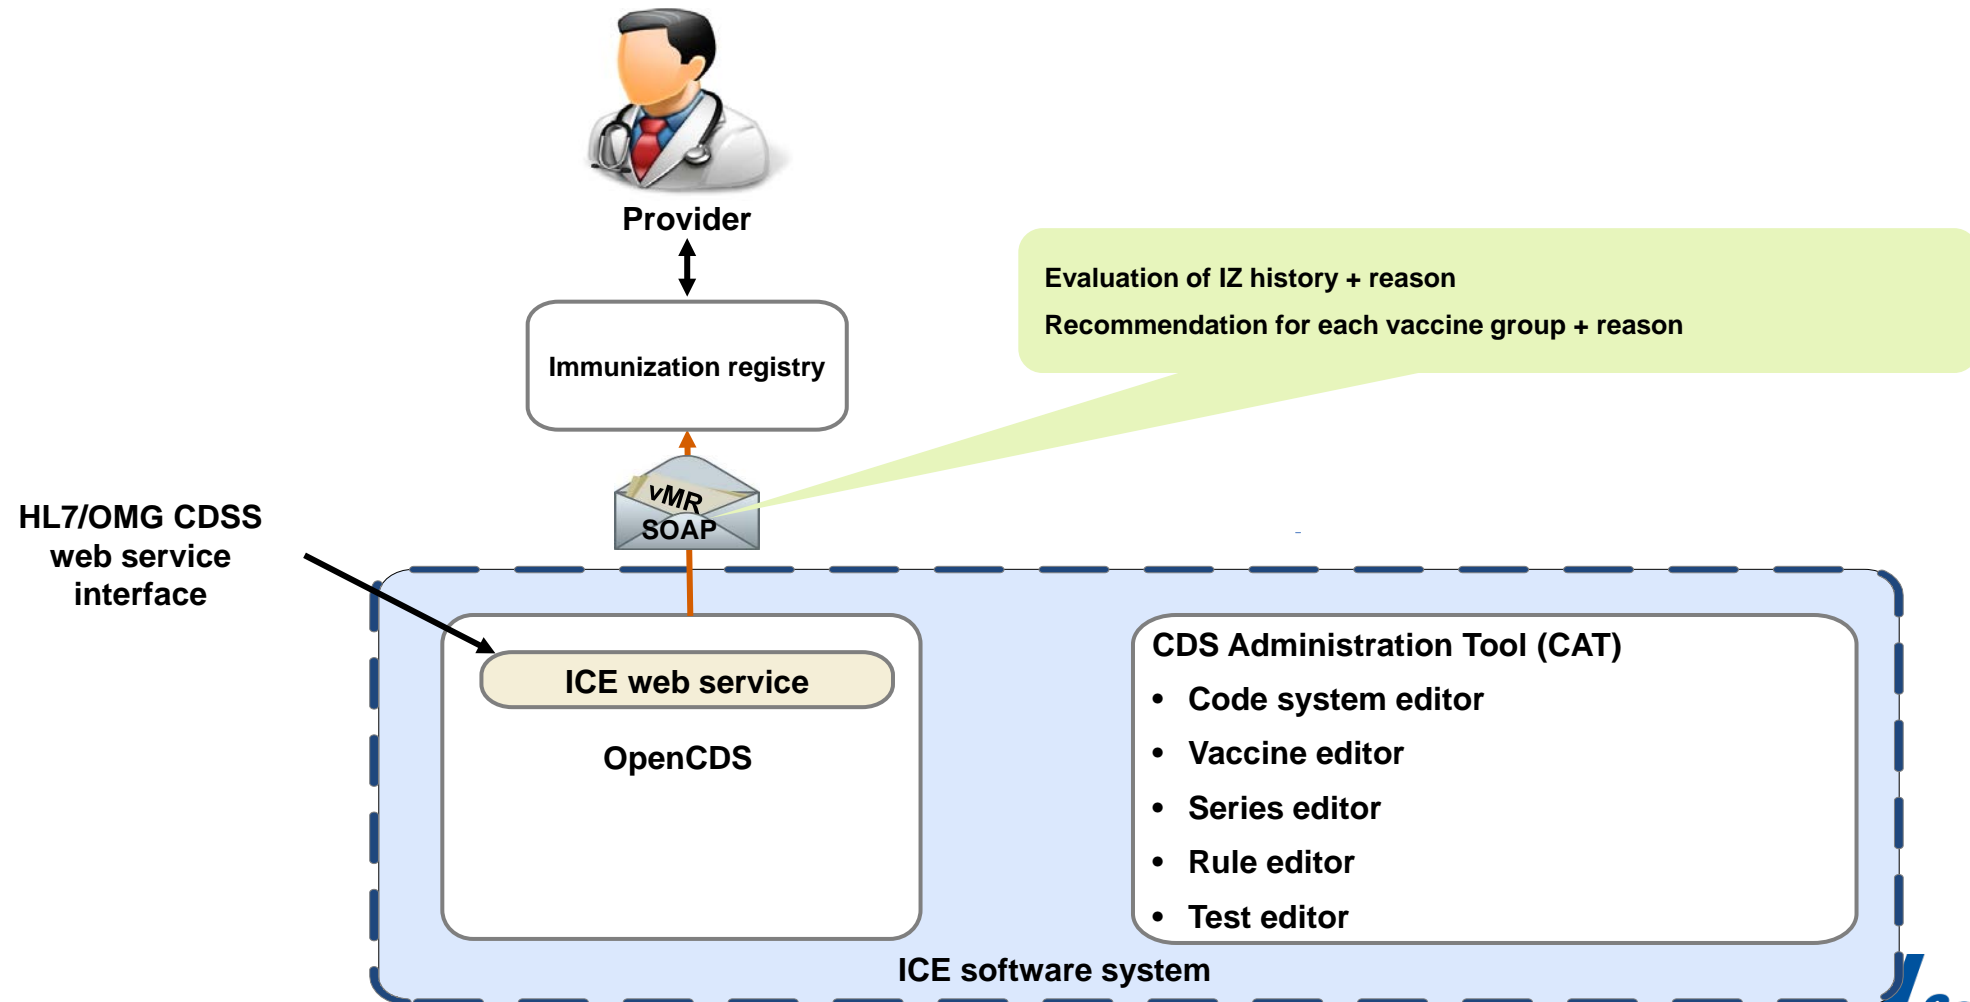 Provider
Evaluation of IZ history + reason
Recommendation for each vaccine group + reason
Immunization registry
vMR
SOAP
HL7/OMG CDSS
web service
interface
ICE web service
OpenCDS
CDS Administration Tool (CAT)
• Code system editor
• Vaccine editor
• Series editor
• Rule editor
• Test editor
ICE software system